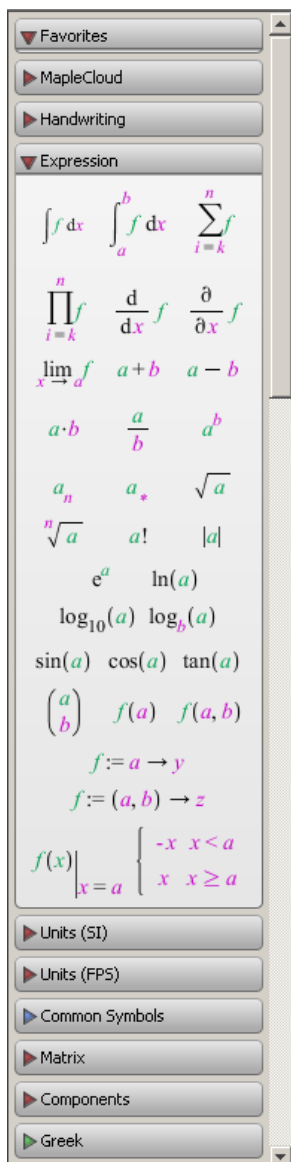 Favorites
MapleCloud
Handwriting
Expression
∫f dx ∫_a^b f dx ∑_{i=k}^n f
∏_{i=k}^n f d/dx f ∂/∂x f
lim_{x→a} f a+b a−b
a·b a/b a^b
a_n a_* √a
ⁿ√a a! |a|
e^a ln(a)
log₁₀(a) log_b(a)
sin(a) cos(a) tan(a)
(a b) f(a) f(a, b)
f := a → y
f := (a, b) → z
f(x)|_{x=a} { -x x<a
x x≥a
Units (SI)
Units (FPS)
Common Symbols
Matrix
Components
Greek